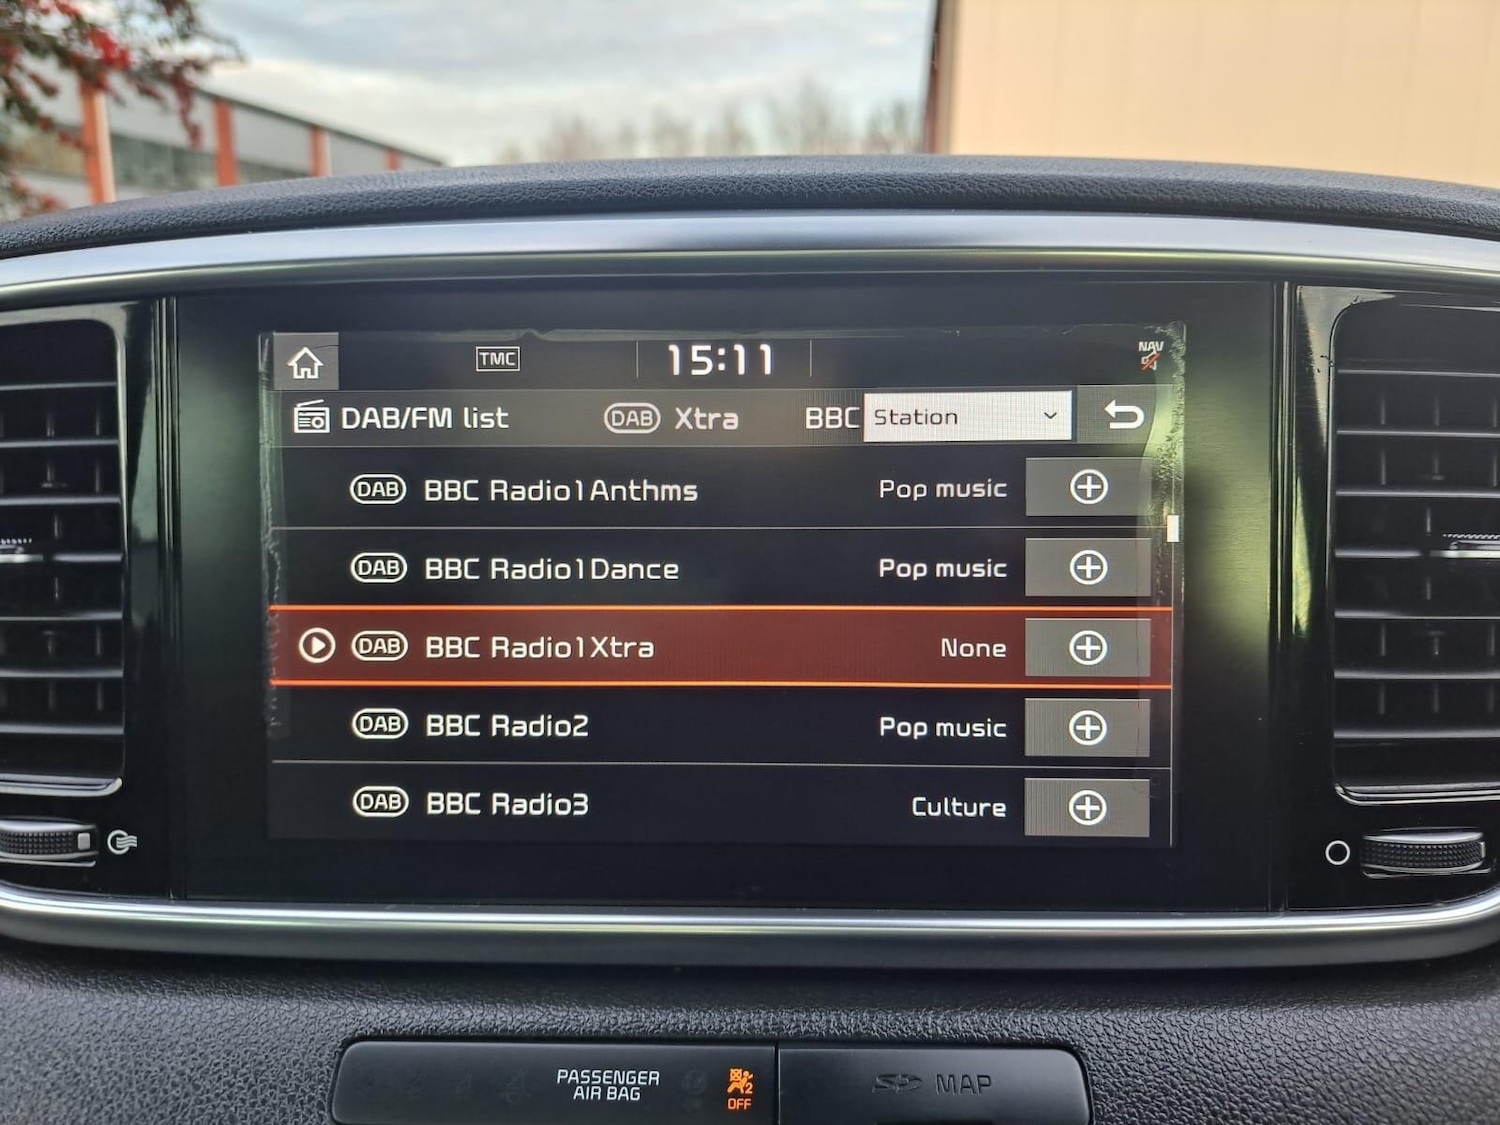 TMC 15:11 NAV
DAB/FM list DAB Xtra BBC Station
DAB BBC Radio1Anthms Pop music
DAB BBC Radio1Dance Pop music
DAB BBC Radio1Xtra None
DAB BBC Radio2 Pop music
DAB BBC Radio3 Culture
PASSENGER
AIR BAG
2
OFF
SD MAP